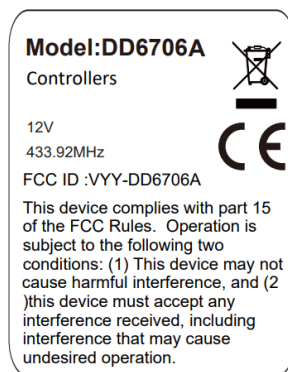 Model:DD6706A
Controllers
12V
433.92MHz
CE
FCC ID :VYY-DD6706A
This device complies with part 15
of the FCC Rules.  Operation is
subject to the following two
conditions: (1) This device may not
cause harmful interference, and (2
)this device must accept any
interference received, including
interference that may cause
undesired operation.